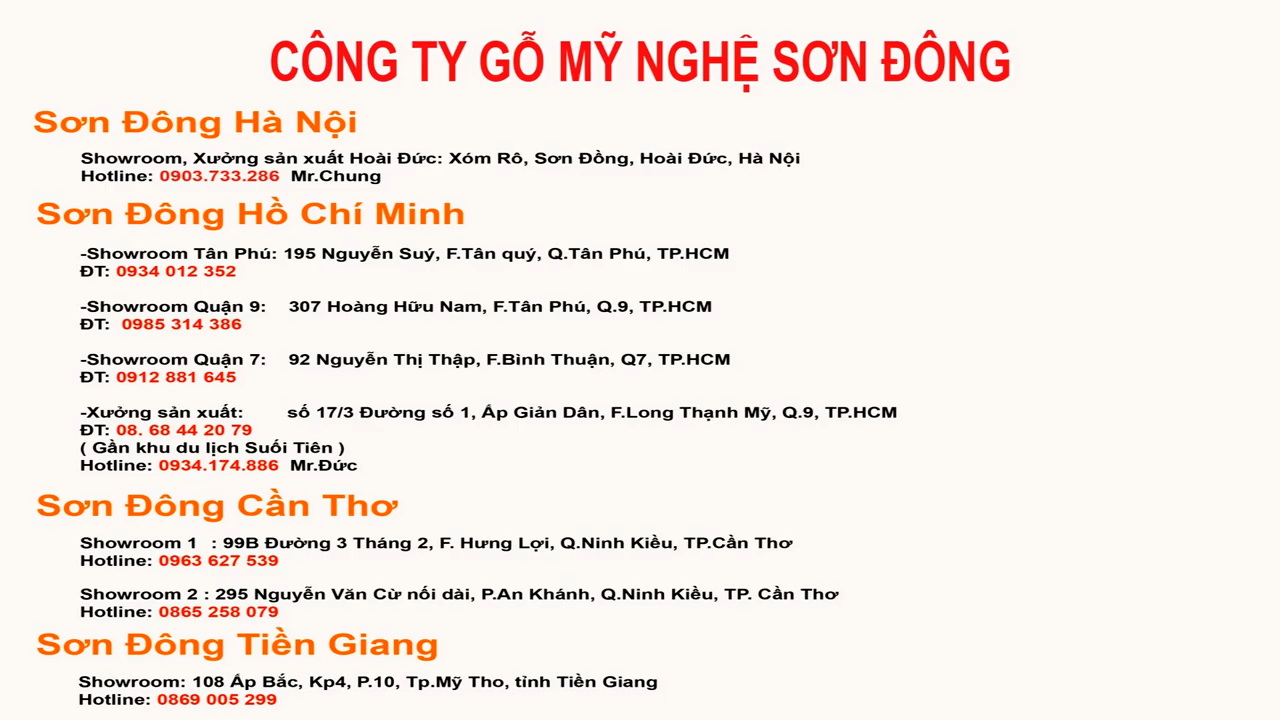 CÔNG TY GỖ MỸ NGHỆ SƠN ĐÔNG
Sơn Đông Hà Nội
Showroom, Xưởng sản xuất Hoài Đức: Xóm Rô, Sơn Đồng, Hoài Đức, Hà Nội
Hotline: 0903.733.286 Mr.Chung
Sơn Đông Hồ Chí Minh
-Showroom Tân Phú: 195 Nguyễn Suý, F.Tân quý, Q.Tân Phú, TP.HCM
ĐT: 0934 012 352
-Showroom Quận 9: 307 Hoàng Hữu Nam, F.Tân Phú, Q.9, TP.HCM
ĐT: 0985 314 386
-Showroom Quận 7: 92 Nguyễn Thị Thập, F.Bình Thuận, Q7, TP.HCM
ĐT: 0912 881 645
-Xưởng sản xuất: số 17/3 Đường số 1, Ấp Giản Dân, F.Long Thạnh Mỹ, Q.9, TP.HCM
ĐT: 08. 68 44 20 79
( Gần khu du lịch Suối Tiên )
Hotline: 0934.174.886 Mr.Đức
Sơn Đông Cần Thơ
Showroom 1 : 99B Đường 3 Tháng 2, F. Hưng Lợi, Q.Ninh Kiều, TP.Cần Thơ
Hotline: 0963 627 539
Showroom 2 : 295 Nguyễn Văn Cừ nối dài, P.An Khánh, Q.Ninh Kiều, TP. Cần Thơ
Hotline: 0865 258 079
Sơn Đông Tiền Giang
Showroom: 108 Ấp Bắc, Kp4, P.10, Tp.Mỹ Tho, tỉnh Tiền Giang
Hotline: 0869 005 299